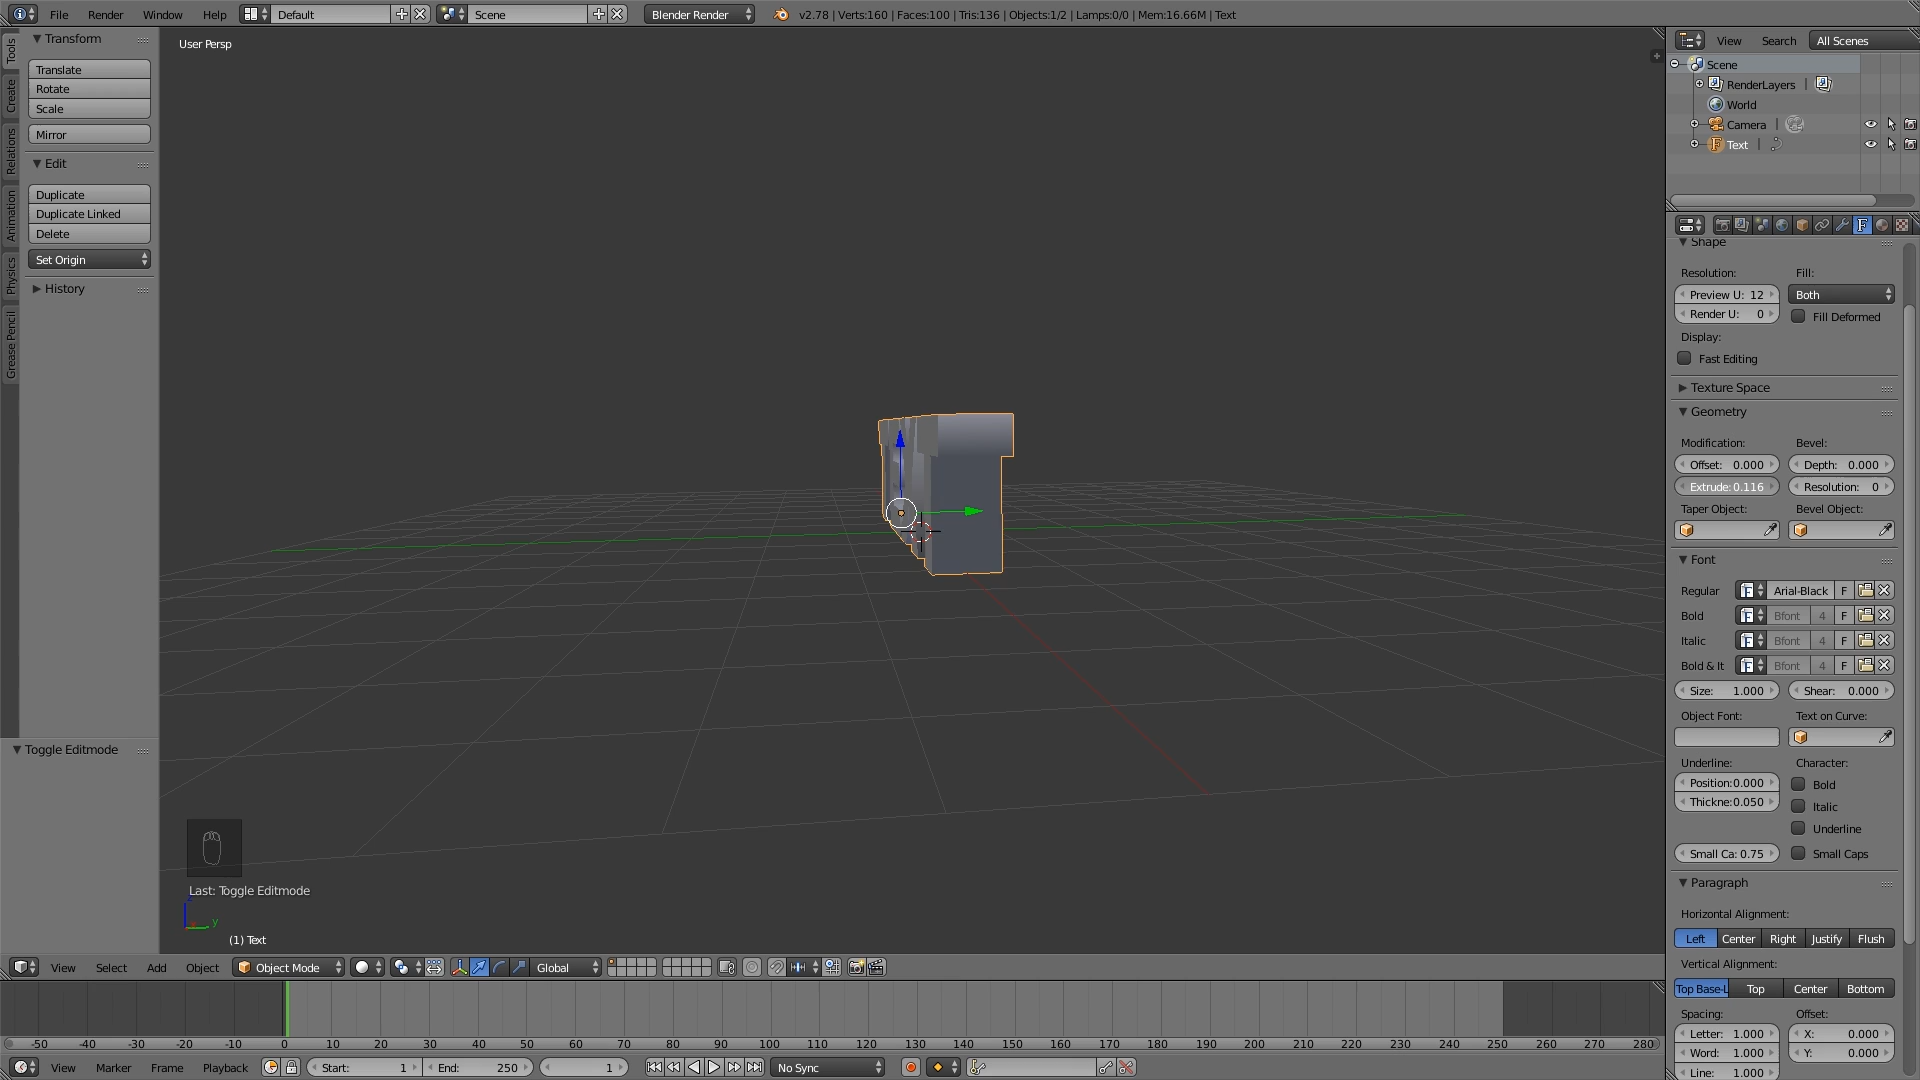 File Render Window Help Default Scene Blender Render v2.78 | Verts:160 | Faces:100 | Tris:136 | Objects:1/2 | Lamps:0/0 | Mem:16.66M | Text
Tools
Create
Relations
Animation
Physics
Grease Pencil
Transform
Translate
Rotate
Scale
Mirror
Edit
Duplicate
Duplicate Linked
Delete
Set Origin
History
Toggle Editmode
User Persp
Last: Toggle Editmode
y
(1) Text
View Search All Scenes
Scene
RenderLayers |
World
Camera |
Text |
Shape
Resolution: Fill:
Preview U: 12 Both
Render U: 0 Fill Deformed
Display:
Fast Editing
Texture Space
Geometry
Modification: Bevel:
Offset: 0.000 Depth: 0.000
Extrude: 0.116 Resolution: 0
Taper Object: Bevel Object:
Font
Regular F Arial-Black F
Bold F Bfont 4 F
Italic F Bfont 4 F
Bold & It F Bfont 4 F
Size: 1.000 Shear: 0.000
Object Font: Text on Curve:
Underline: Character:
Position:0.000 Bold
Thickne:0.050 Italic
Underline
Small Ca: 0.75 Small Caps
Paragraph
Horizontal Alignment:
Left Center Right Justify Flush
Vertical Alignment:
Top Base-L Top Center Bottom
Spacing: Offset:
Letter: 1.000 X: 0.000
Word: 1.000 Y: 0.000
Line: 1.000
View Select Add Object Object Mode Global
-50 -40 -30 -20 -10 0 10 20 30 40 50 60 70 80 90 100 110 120 130 140 150 160 170 180 190 200 210 220 230 240 250 260 270 280
View Marker Frame Playback Start: 1 End: 250 1 No Sync